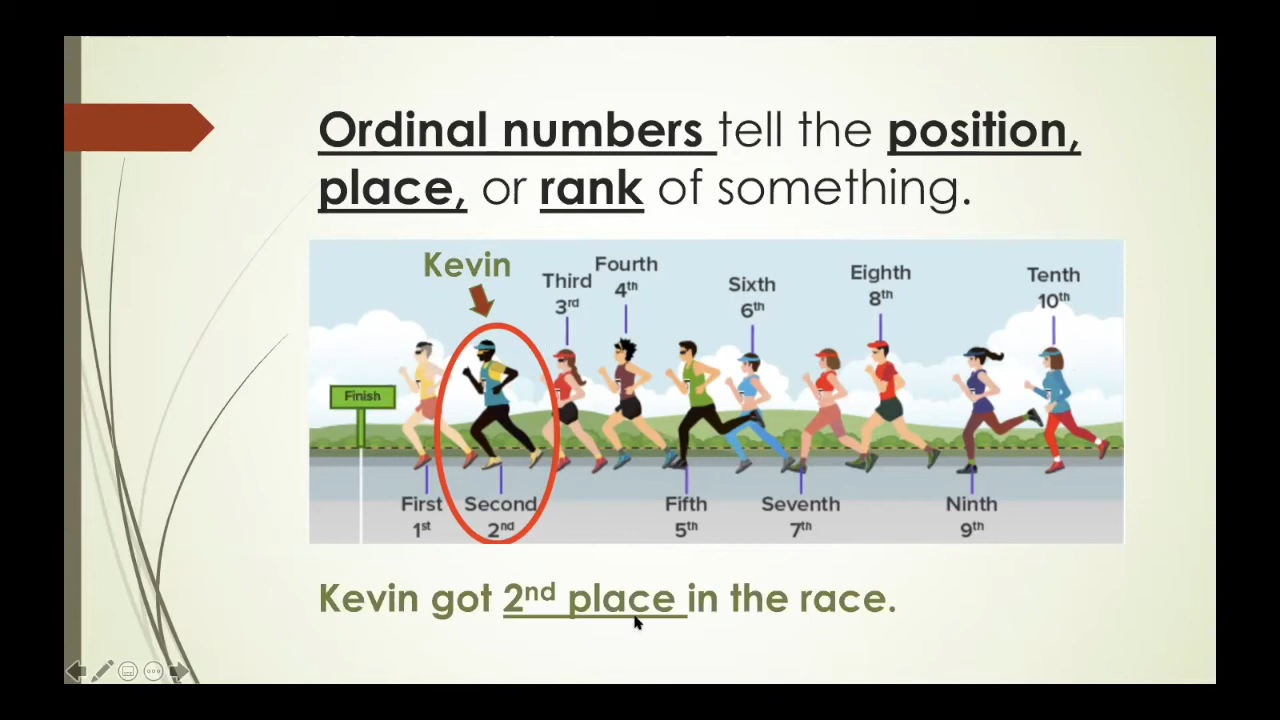 Ordinal numbers tell the position,
place, or rank of something.
Kevin
Third
3rd
Fourth
4th
Sixth
6th
Eighth
8th
Tenth
10th
Finish
First
1st
Second
2nd
Fifth
5th
Seventh
7th
Ninth
9th
Kevin got 2nd place in the race.